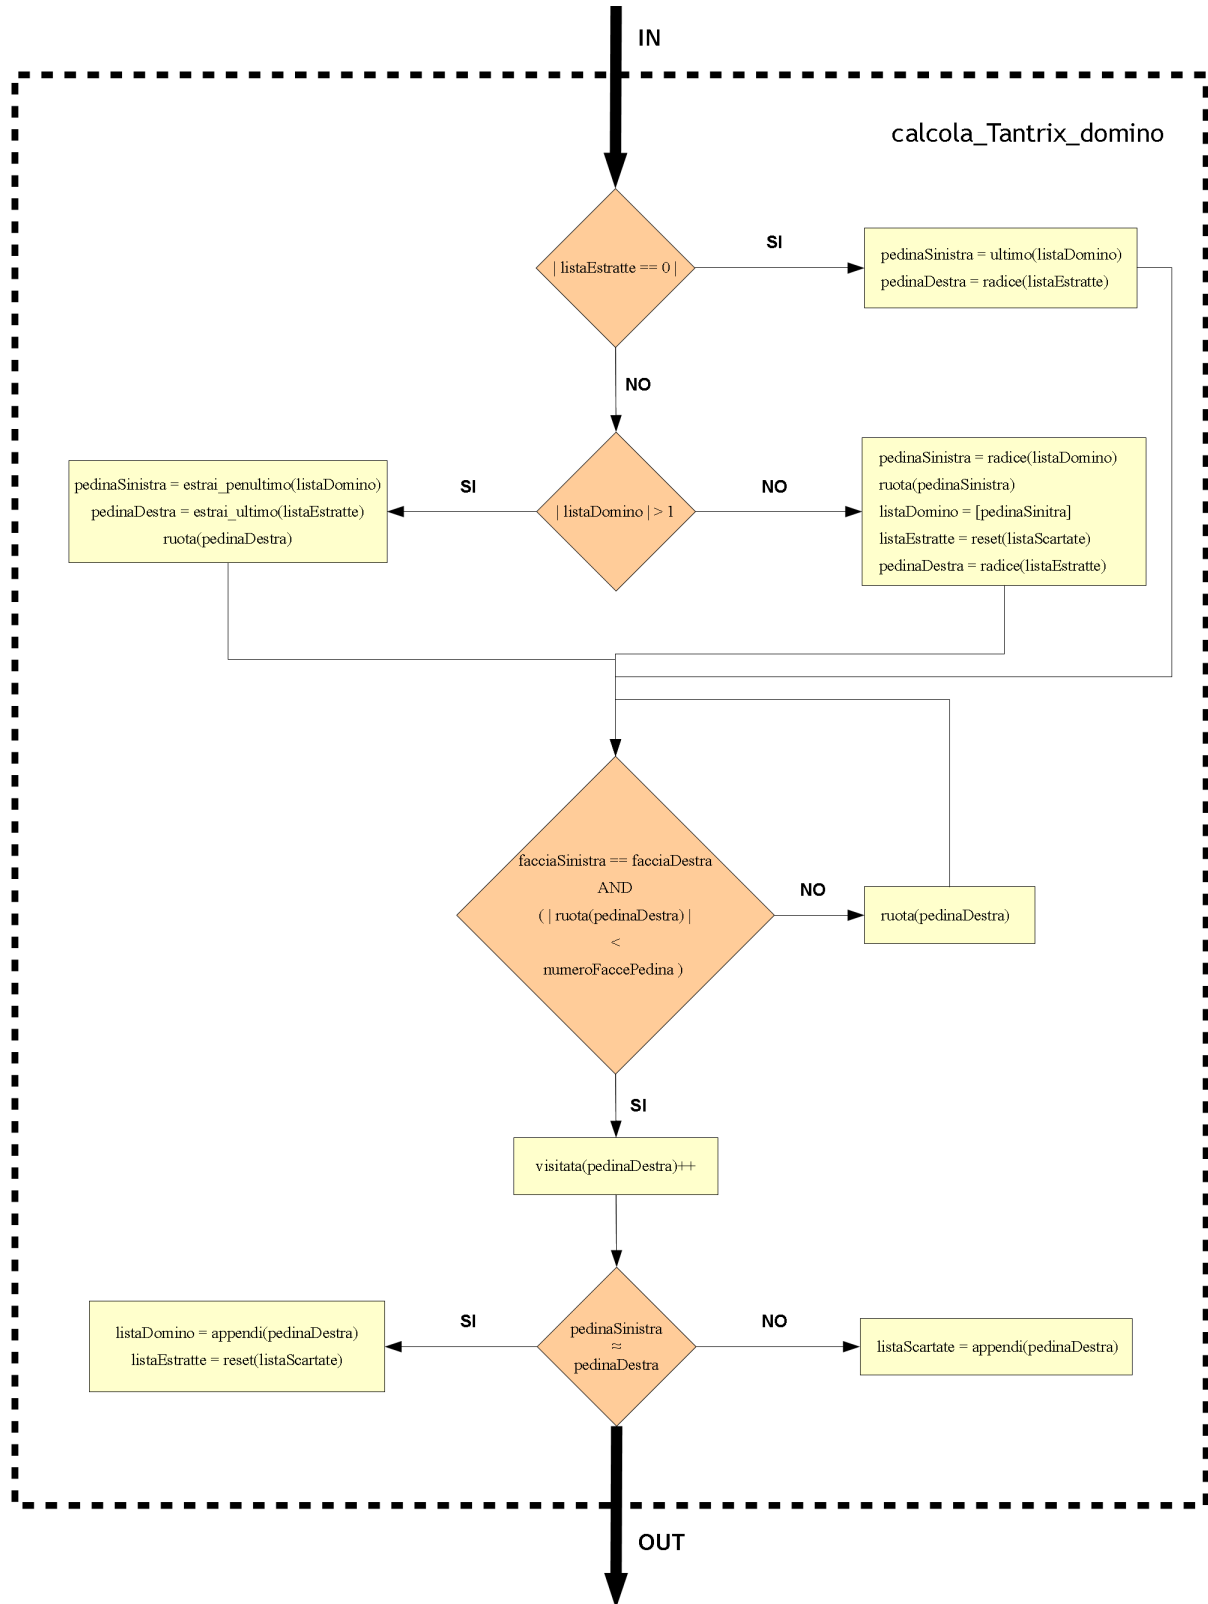 IN
calcola_Tantrix_domino
| listaEstratte == 0 |
SI
pedinaSinistra = ultimo(listaDomino)
pedinaDestra = radice(listaEstratte)
NO
pedinaSinistra = estrai_penultimo(listaDomino)
pedinaDestra = estrai_ultimo(listaEstratte)
ruota(pedinaDestra)
SI
| listaDomino | > 1
NO
pedinaSinistra = radice(listaDomino)
ruota(pedinaSinistra)
listaDomino = [pedinaSinitra]
listaEstratte = reset(listaScartate)
pedinaDestra = radice(listaEstratte)
facciaSinistra == facciaDestra
AND
( | ruota(pedinaDestra) |
<
numeroFaccePedina )
NO
ruota(pedinaDestra)
SI
visitata(pedinaDestra)++
listaDomino = appendi(pedinaDestra)
listaEstratte = reset(listaScartate)
SI
pedinaSinistra
≈
pedinaDestra
NO
listaScartate = appendi(pedinaDestra)
OUT